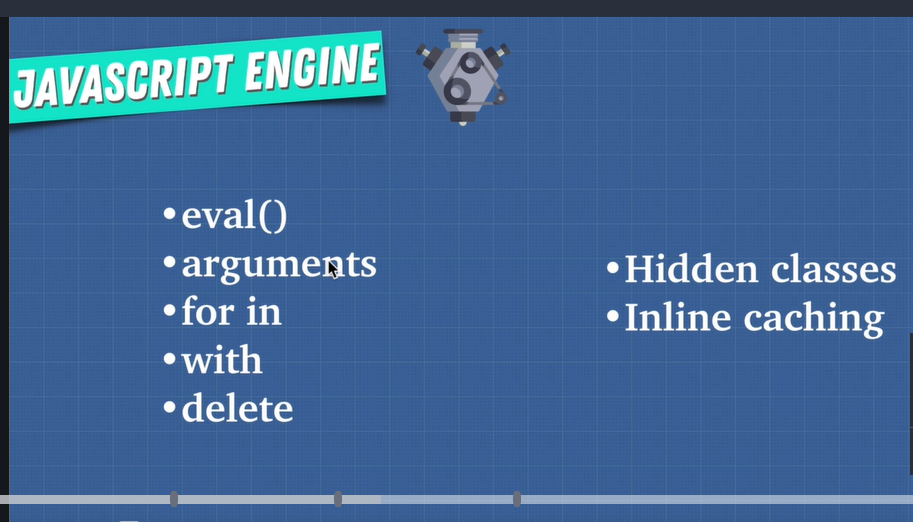 JAVASCRIPT ENGINE
•eval()
•arguments
•for in
•with
•delete
•Hidden classes
•Inline caching